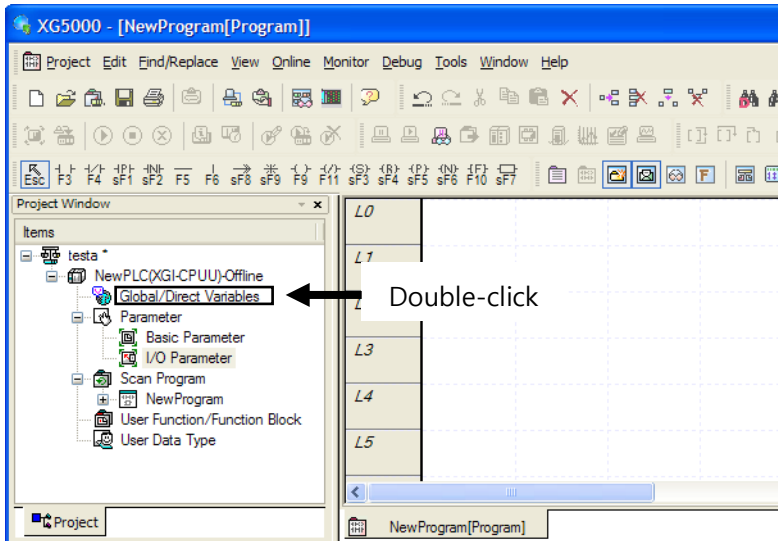 XG5000 - [NewProgram[Program]]
Project Edit Find/Replace View Online Monitor Debug Tools Window Help
Esc F3 F4 sF1 sF2 F5 F6 sF8 sF9 F9 F11 sF3 sF4 sF5 sF6 F10 sF7
Project Window
Items
testa *
NewPLC(XGI-CPUU)-Offline
Global/Direct Variables
Parameter
Basic Parameter
I/O Parameter
Scan Program
NewProgram
User Function/Function Block
User Data Type
Project
L0
L1
Double-click
L3
L4
L5
NewProgram[Program]